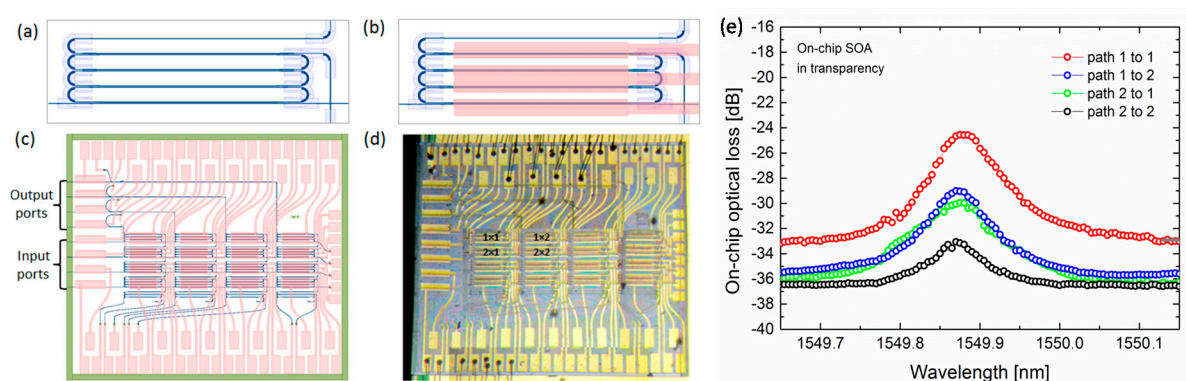 (a)
(b)
(c)
Output
ports
Input
ports
(d)
1×1
1×2
2×1
2×2
(e)
On-chip optical loss [dB]
-16
-18
-20
-22
-24
-26
-28
-30
-32
-34
-36
-38
-40
On-chip SOA
in transparency
path 1 to 1
path 1 to 2
path 2 to 1
path 2 to 2
1549.7
1549.8
1549.9
1550.0
1550.1
Wavelength [nm]